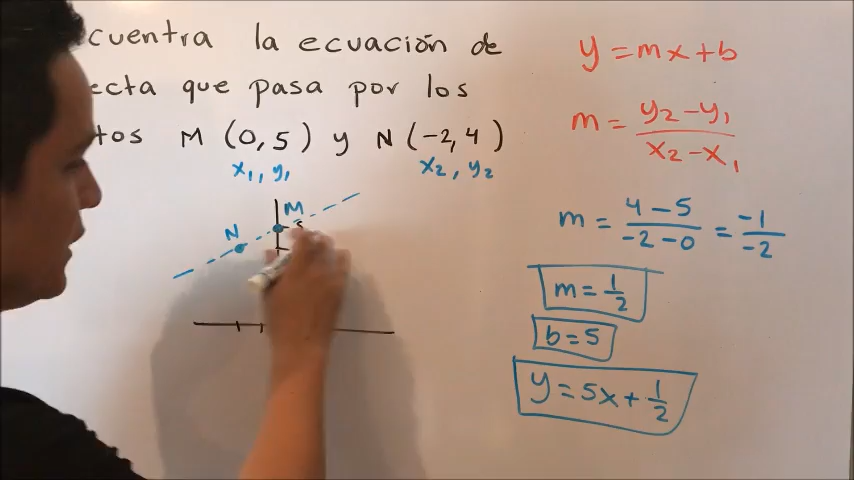 cuentra la ecuación de
ecta que pasa por los
tos M (0,5) y N(-2,4)
x₁, y₁ x₂, y₂
M
N
5
y = mx+b
m = y₂-y₁ / x₂-x₁
m = 4-5 / -2-0 = -1 / -2
m = 1/2
b = 5
y = 5x + 1/2